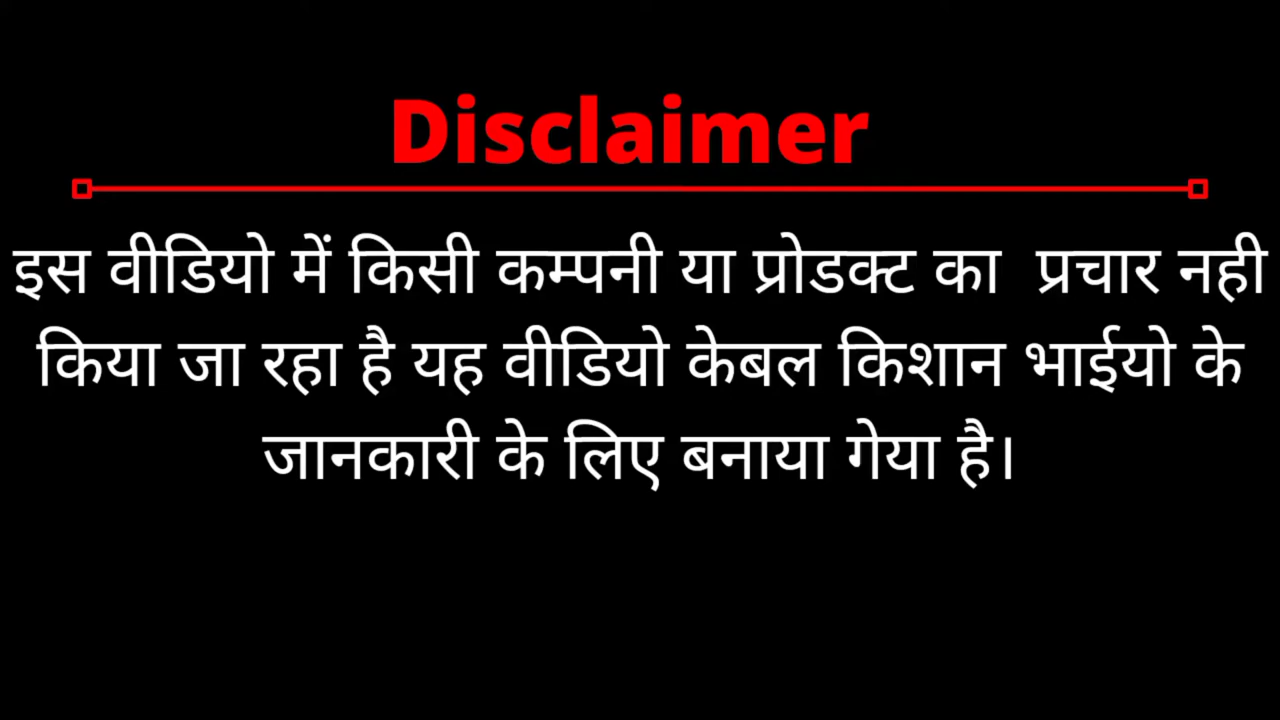 Disclaimer
इस वीडियो में किसी कम्पनी या प्रोडक्ट का प्रचार नही
किया जा रहा है यह वीडियो केबल किशान भाईयो के
जानकारी के लिए बनाया गेया है।